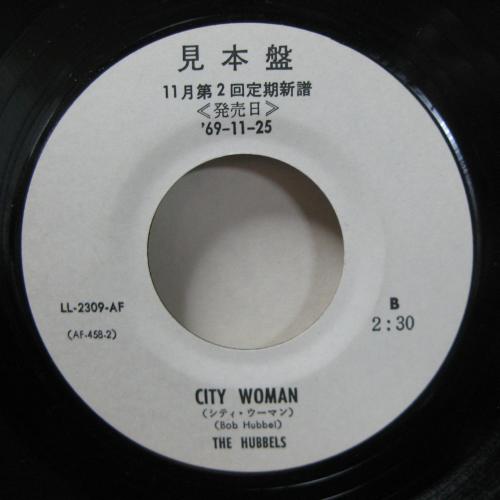 見本盤
11月第2回定期新譜
＜発売日＞
'69-11-25
LL-2309-AF
(AF-458-2)
B
2:30
CITY WOMAN
(シティ・ウーマン)
(Bob Hubbel)
THE HUBBELS